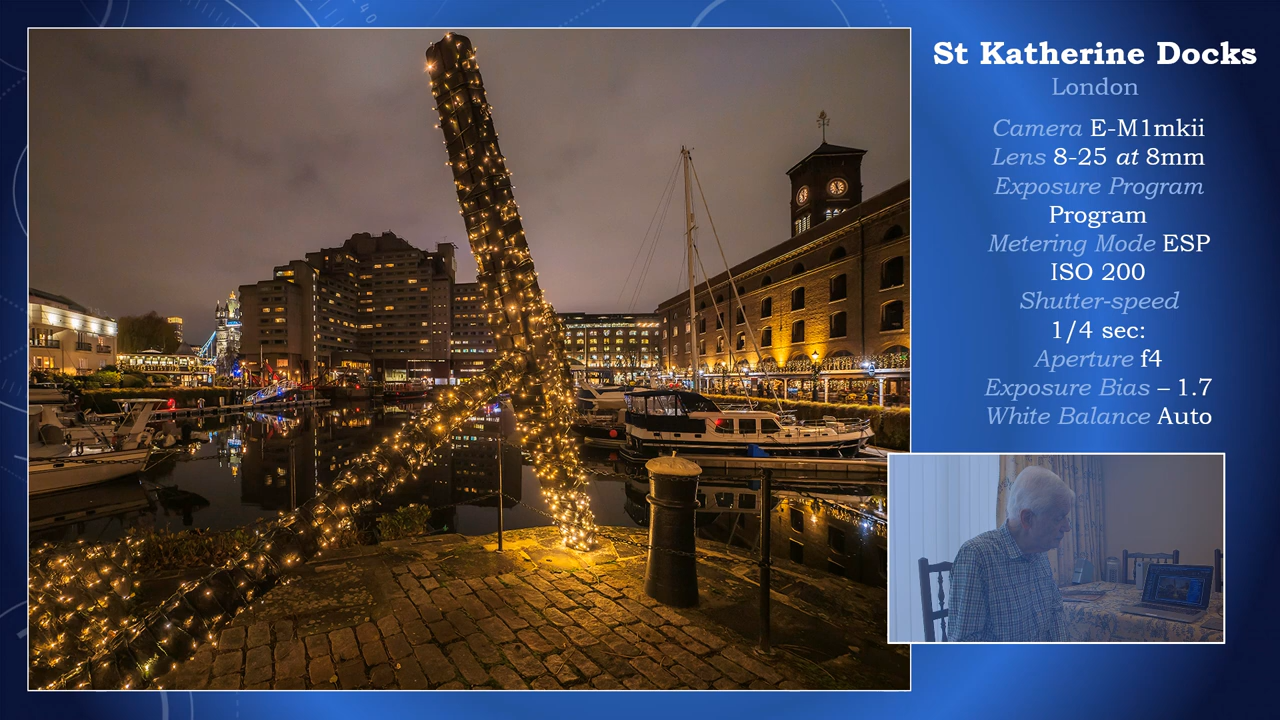 St Katherine Docks
London
Camera E-M1mkii
Lens 8-25 at 8mm
Exposure Program
Program
Metering Mode ESP
ISO 200
Shutter-speed
1/4 sec:
Aperture f4
Exposure Bias – 1.7
White Balance Auto